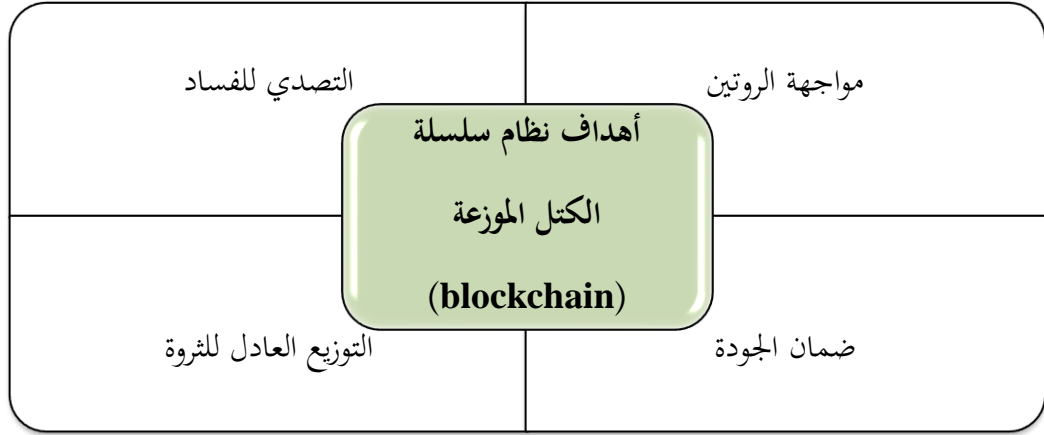 مواجهة الروتين
التصدي للفساد
أهداف نظام سلسلة
الكتل الموزعة
(blockchain)
ضمان الجودة
التوزيع العادل للثروة